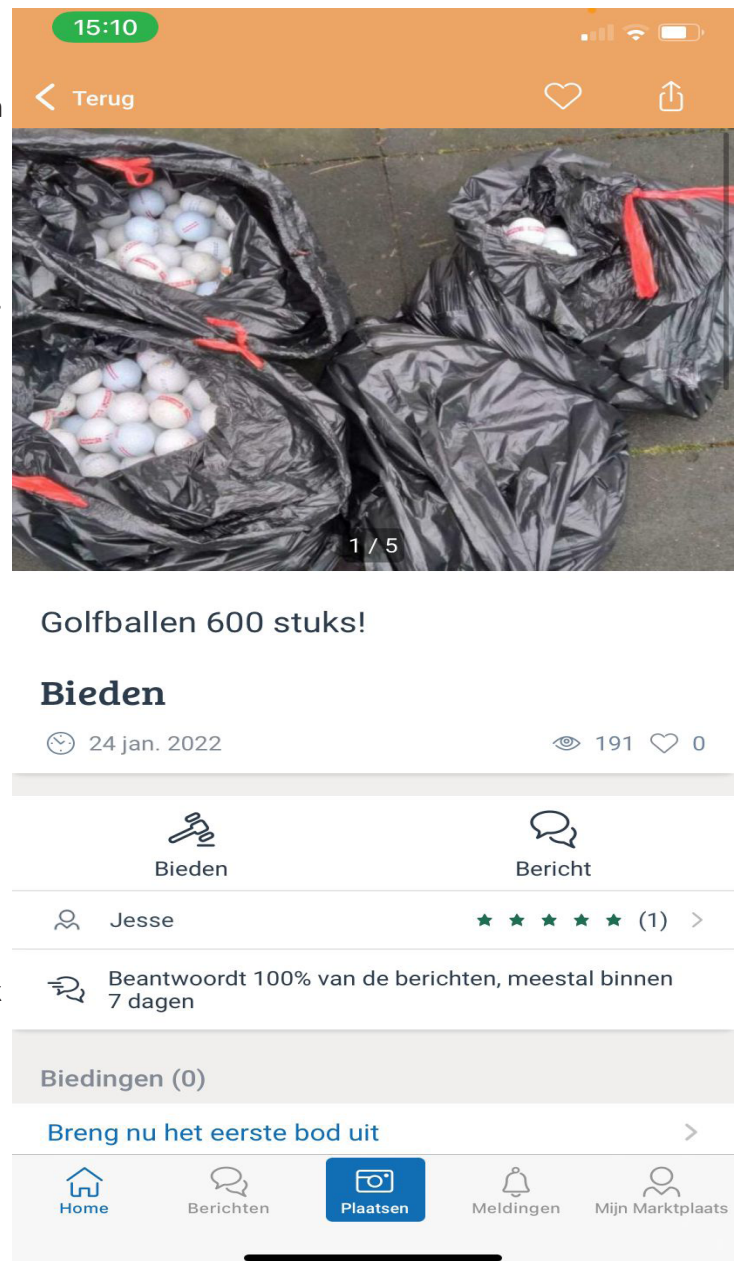 15:10
Terug
1 / 5
Golfballen 600 stuks!
Bieden
24 jan. 2022
191
0
Bieden
Bericht
Jesse
(1)
Beantwoordt 100% van de berichten, meestal binnen
7 dagen
Biedingen (0)
Breng nu het eerste bod uit
Home
Berichten
Plaatsen
Meldingen
Mijn Marktplaats